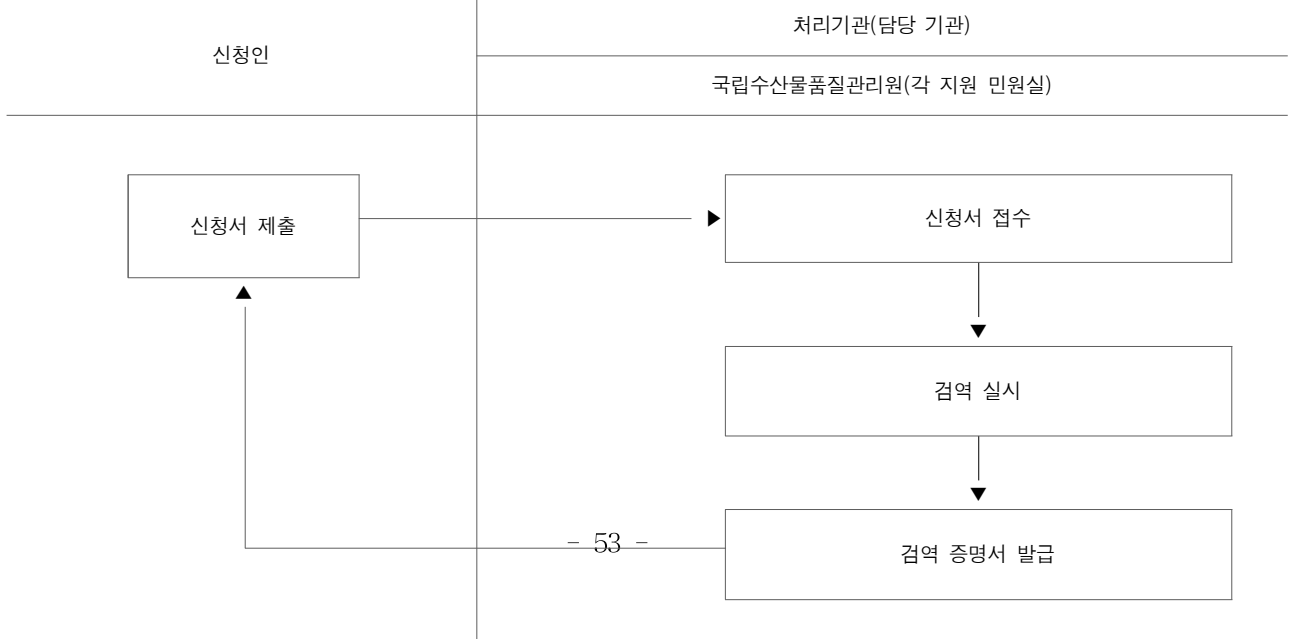 신청인
처리기관(담당 기관)
국립수산물품질관리원(각 지원 민원실)
신청서 제출
신청서 접수
검역 실시
검역 증명서 발급
- 53 -